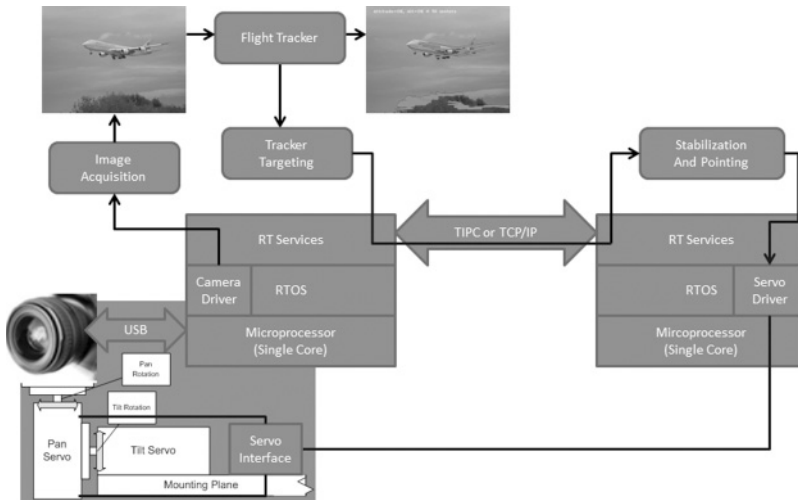 Flight Tracker
Image
Acquisition
Tracker
Targeting
Stabilization
And Pointing
RT Services
TIPC or TCP/IP
RT Services
Camera
Driver
RTOS
RTOS
Servo
Driver
USB
Microprocessor
(Single Core)
Mircoprocessor
(Single Core)
Pan
Rotation
Tilt Rotation
Pan
Servo
Tilt Servo
Servo
Interface
Mounting Plane